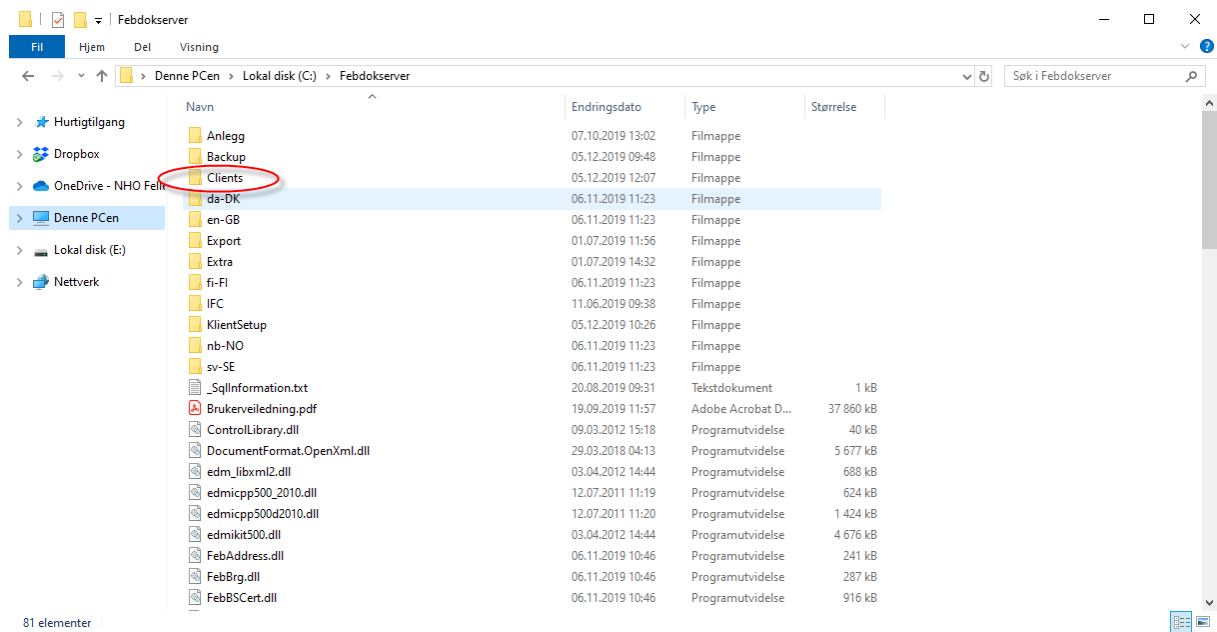 Febdokserver
Fil Hjem Del Visning
Denne PCen Lokal disk (C:) Febdokserver Søk i Febdokserver
Hurtigtilgang
Dropbox
OneDrive - NHO Felle
Denne PCen
Lokal disk (E:)
Nettverk
Navn Endringsdato Type Størrelse
Anlegg 07.10.2019 13:02 Filmappe
Backup 05.12.2019 09:48 Filmappe
Clients 05.12.2019 12:07 Filmappe
da-DK 06.11.2019 11:23 Filmappe
en-GB 06.11.2019 11:23 Filmappe
Export 01.07.2019 11:56 Filmappe
Extra 01.07.2019 14:32 Filmappe
fi-FI 06.11.2019 11:23 Filmappe
IFC 11.06.2019 09:38 Filmappe
KlientSetup 05.12.2019 10:26 Filmappe
nb-NO 06.11.2019 11:23 Filmappe
sv-SE 06.11.2019 11:23 Filmappe
_SqlInformation.txt 20.08.2019 09:31 Tekstdokument 1 kB
Brukerveiledning.pdf 19.09.2019 11:57 Adobe Acrobat D... 37 860 kB
ControlLibrary.dll 09.03.2012 15:18 Programutvidelse 40 kB
DocumentFormat.OpenXml.dll 29.03.2018 04:13 Programutvidelse 5 677 kB
edm_libxml2.dll 03.04.2012 14:44 Programutvidelse 688 kB
edmicpp500_2010.dll 12.07.2011 11:19 Programutvidelse 624 kB
edmicpp500d2010.dll 12.07.2011 11:20 Programutvidelse 1 424 kB
edmikit500.dll 03.04.2012 14:44 Programutvidelse 4 676 kB
FebAddress.dll 06.11.2019 10:46 Programutvidelse 241 kB
FebBrg.dll 06.11.2019 10:46 Programutvidelse 287 kB
FebBSCert.dll 06.11.2019 10:46 Programutvidelse 916 kB
81 elementer